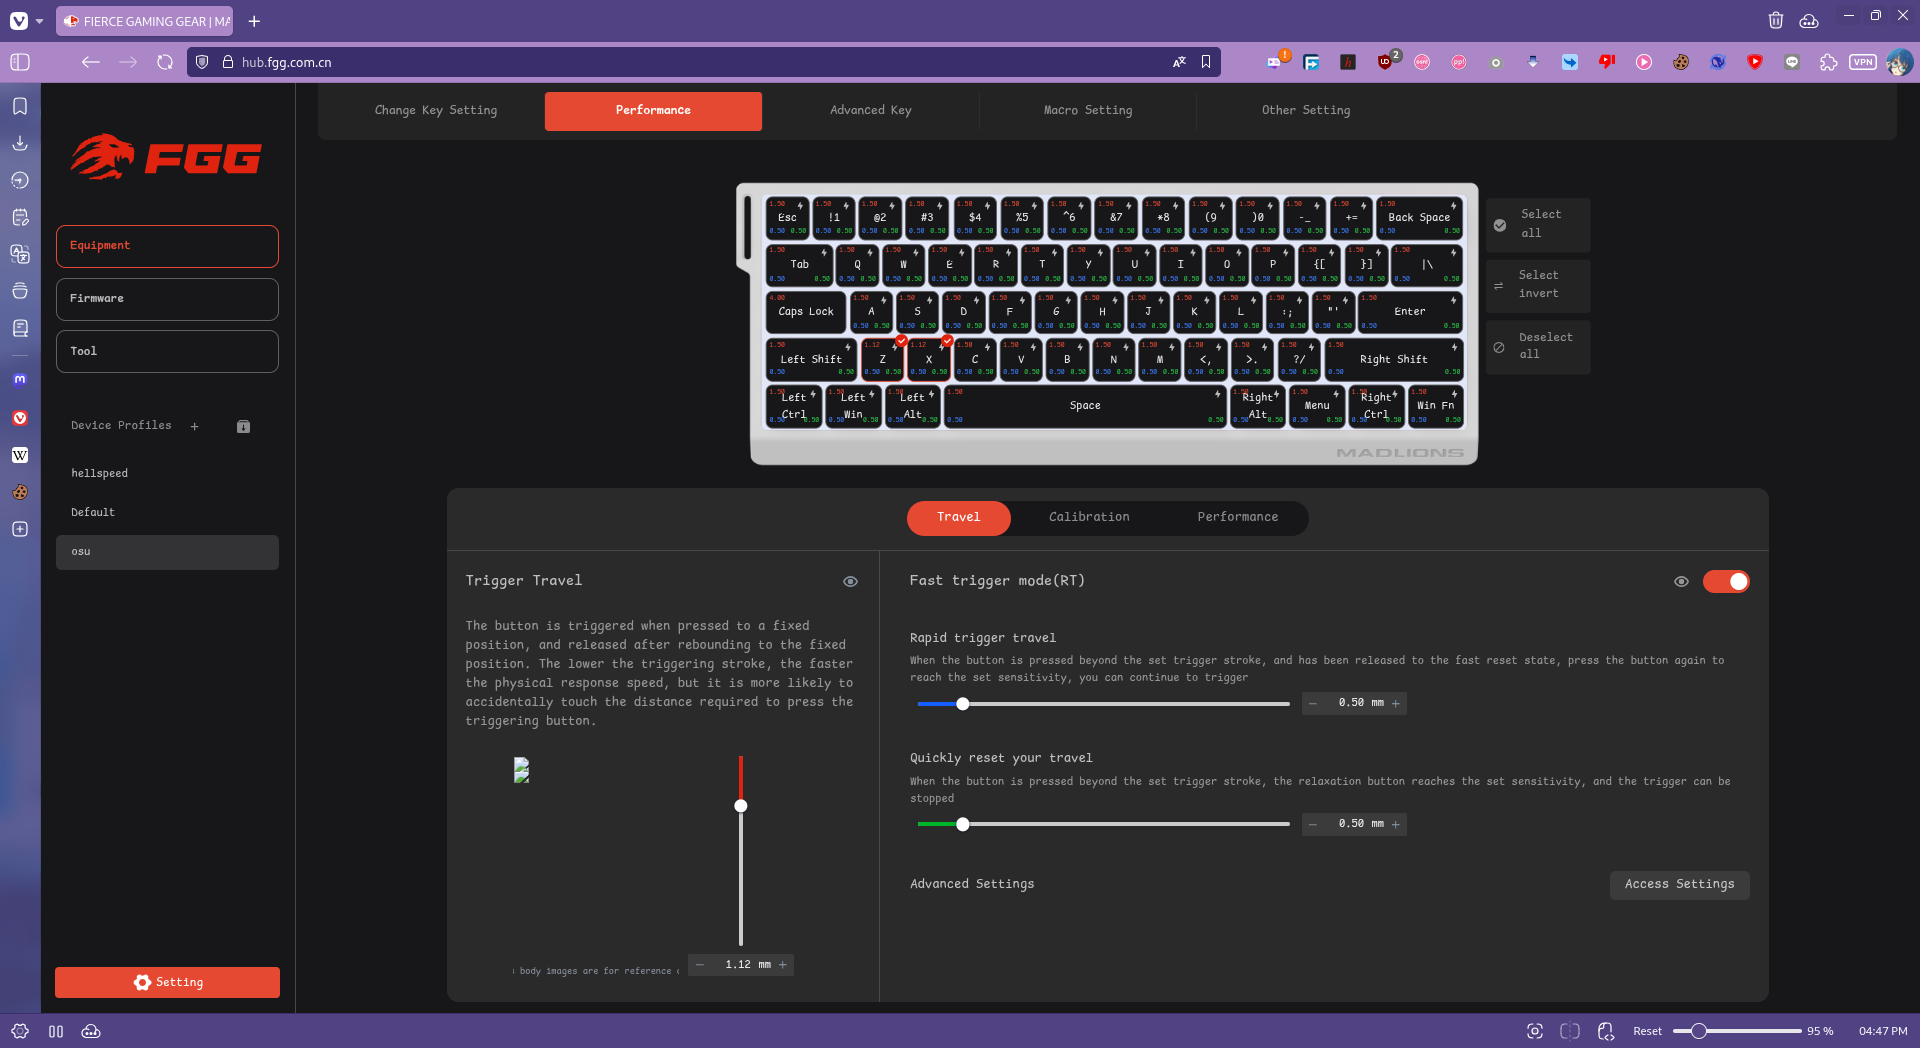 FIERCE GAMING GEAR | MA
hub.fgg.com.cn
2
VPN
FGG
Equipment
Firmware
Tool
Device Profiles +
hellspeed
Default
osu
Setting
Change Key Setting
Performance
Advanced Key
Macro Setting
Other Setting
Esc !1 @2 #3 $4 %5 ^6 &7 *8 (9 )0 -_ += Back Space
Tab Q W E R T Y U I O P {[ }] |\
Caps Lock A S D F G H J K L :; "' Enter
Left Shift Z X C V B N M <, >. ?/ Right Shift
Left Ctrl Left Win Left Alt Space Right Alt Menu Right Ctrl Win Fn
MADLIONS
Select all
Select invert
Deselect all
Travel
Calibration
Performance
Trigger Travel
The button is triggered when pressed to a fixed
position, and released after rebounding to the fixed
position. The lower the triggering stroke, the faster
the physical response speed, but it is more likely to
accidentally touch the distance required to press the
triggering button.
body images are for reference
− 1.12 mm +
Fast trigger mode(RT)
Rapid trigger travel
When the button is pressed beyond the set trigger stroke, and has been released to the fast reset state, press the button again to
reach the set sensitivity, you can continue to trigger
− 0.50 mm +
Quickly reset your travel
When the button is pressed beyond the set trigger stroke, the relaxation button reaches the set sensitivity, and the trigger can be
stopped
− 0.50 mm +
Advanced Settings
Access Settings
Reset
95 %
04:47 PM